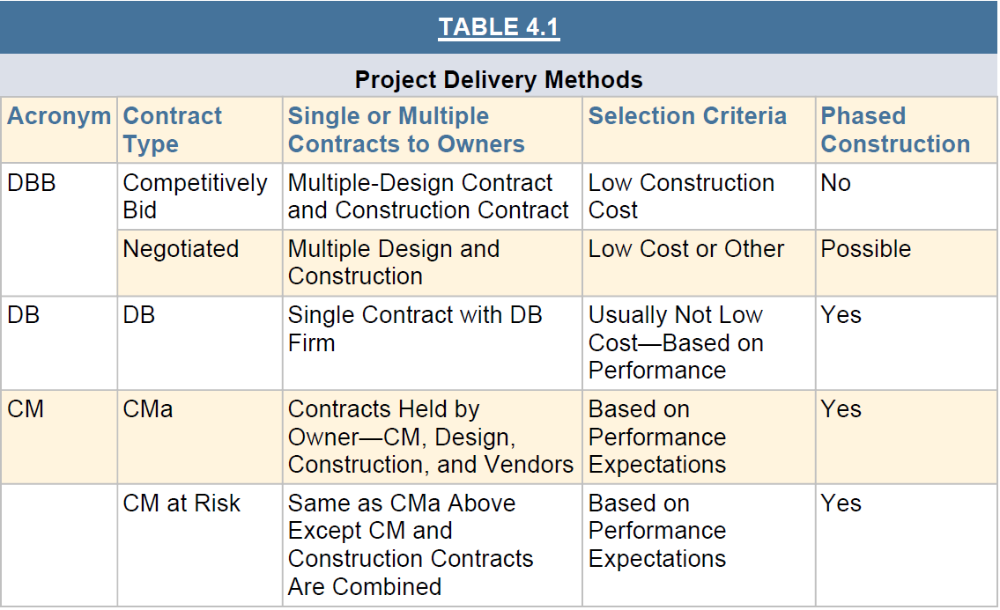 TABLE 4.1
Project Delivery Methods
Acronym
Contract
Type
Single or Multiple
Contracts to Owners
Selection Criteria
Phased
Construction
DBB
Competitively
Bid
Multiple-Design Contract
and Construction Contract
Low Construction
Cost
No
Negotiated
Multiple Design and
Construction
Low Cost or Other
Possible
DB
DB
Single Contract with DB
Firm
Usually Not Low
Cost—Based on
Performance
Yes
CM
CMa
Contracts Held by
Owner—CM, Design,
Construction, and Vendors
Based on
Performance
Expectations
Yes
CM at Risk
Same as CMa Above
Except CM and
Construction Contracts
Are Combined
Based on
Performance
Expectations
Yes